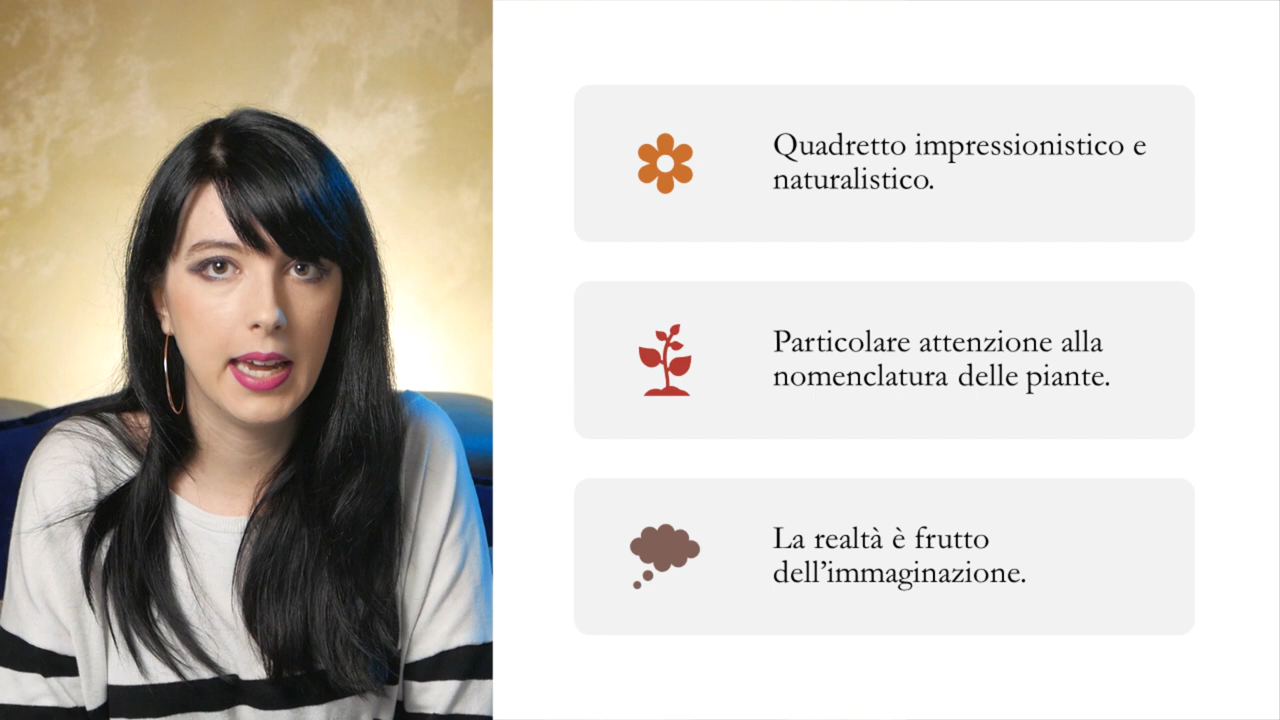 Quadretto impressionistico e
naturalistico.
Particolare attenzione alla
nomenclatura delle piante.
La realtà è frutto
dell’immaginazione.